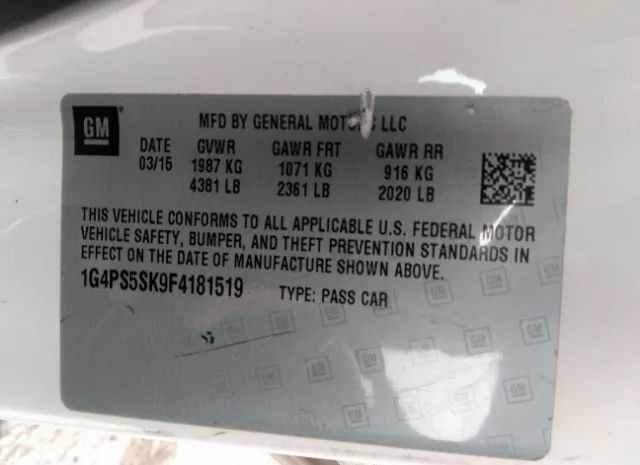 GM
MFD BY GENERAL MOTORS LLC
DATE GVWR GAWR FRT GAWR RR
03/15 1987 KG 1071 KG 916 KG
4381 LB 2361 LB 2020 LB
THIS VEHICLE CONFORMS TO ALL APPLICABLE U.S. FEDERAL MOTOR
VEHICLE SAFETY, BUMPER, AND THEFT PREVENTION STANDARDS IN
EFFECT ON THE DATE OF MANUFACTURE SHOWN ABOVE.
1G4PS5SK9F4181519 TYPE: PASS CAR